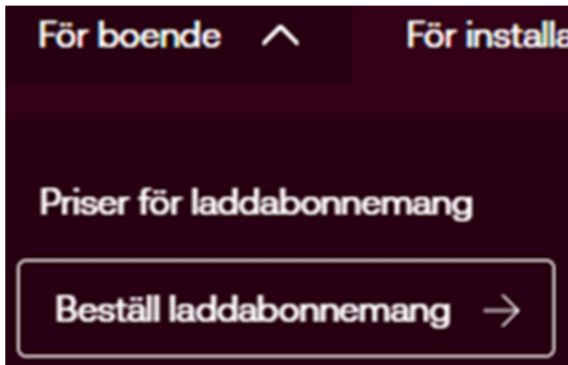 För boende
För installa
Priser för laddabonnemang
Beställ laddabonnemang